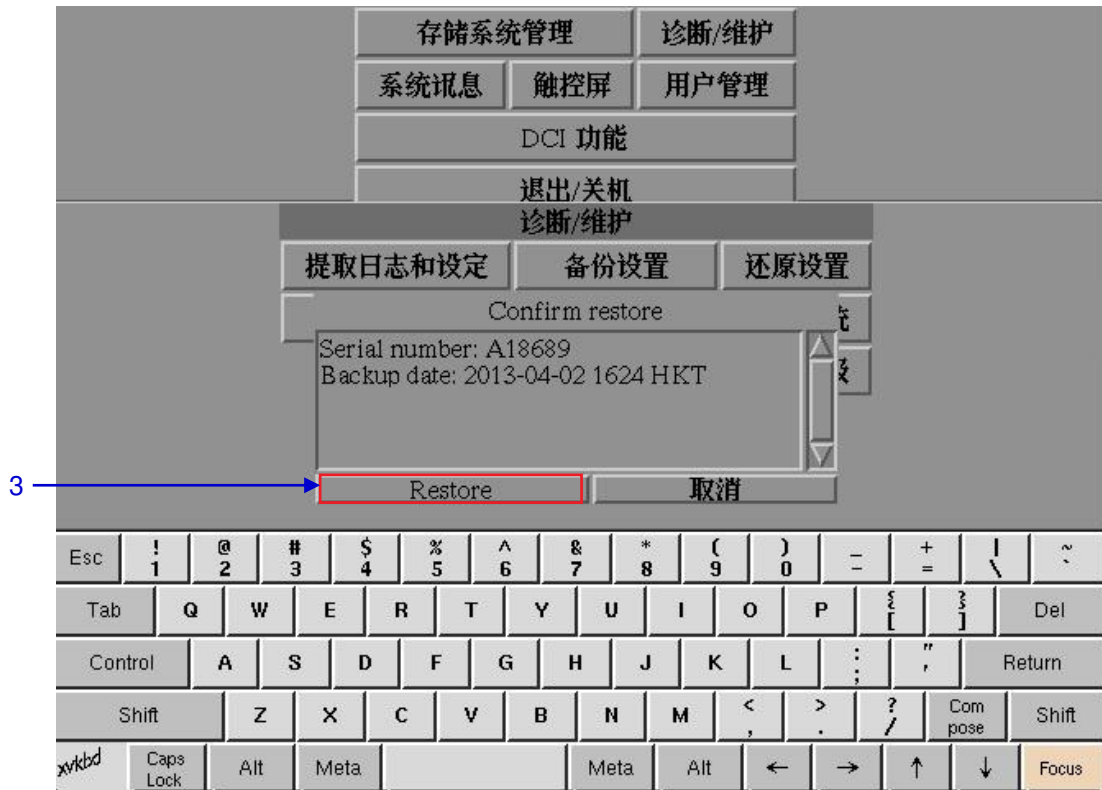 存储系统管理 诊断/维护
系统讯息 触控屏 用户管理
DCI 功能
退出/关机
诊断/维护
提取日志和设定 备份设置 还原设置
Confirm restore
Serial number: A18689
Backup date: 2013-04-02 1624 HKT
3 Restore 取消
Esc ! 1 @ 2 # 3 $ 4 % 5 ^ 6 & 7 * 8 ( 9 ) 0 _ - + = | \ ~ `
Tab Q W E R T Y U I O P { [ } ] Del
Control A S D F G H J K L : ; " ' Return
Shift Z X C V B N M < , > . ? / Com pose Shift
xvkbd Caps Lock Alt Meta Meta Alt ← → ↑ ↓ Focus